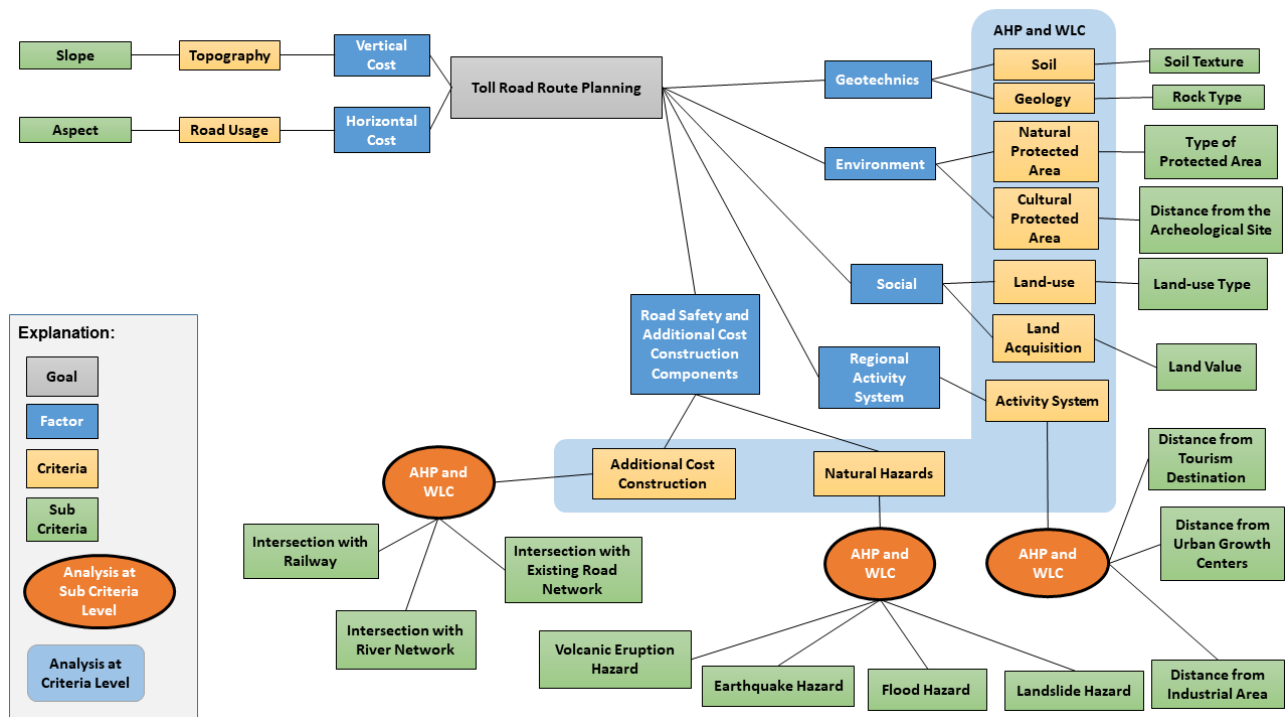 AHP and WLC
Slope
Topography
Vertical
Cost
Toll Road Route Planning
Geotechnics
Soil
Soil Texture
Geology
Rock Type
Aspect
Road Usage
Horizontal
Cost
Environment
Natural
Protected
Area
Type of
Protected Area
Cultural
Protected
Area
Distance from the
Archeological Site
Social
Land-use
Land-use Type
Land
Acquisition
Land Value
Road Safety and
Additional Cost
Construction
Components
Regional
Activity
System
Activity System
Explanation:
Goal
Factor
Criteria
Sub
Criteria
Analysis at
Sub Criteria
Level
Analysis at
Criteria Level
AHP and
WLC
Additional Cost
Construction
Natural Hazards
Distance from
Tourism
Destination
Intersection with
Railway
Intersection with
Existing Road
Network
Intersection with
River Network
AHP and
WLC
AHP and
WLC
Distance from
Urban Growth
Centers
Volcanic Eruption
Hazard
Earthquake Hazard
Flood Hazard
Landslide Hazard
Distance from
Industrial Area